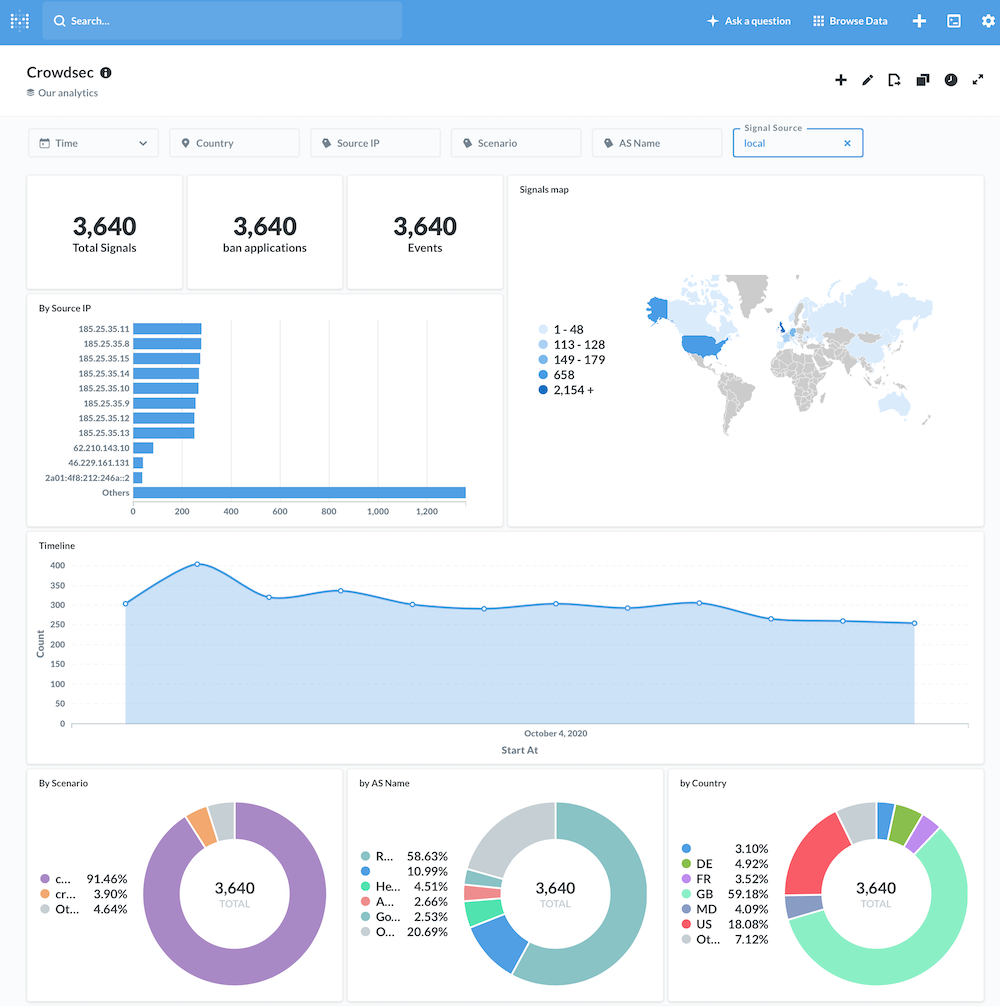 Search...
Ask a question
Browse Data
Crowdsec
Our analytics
Time
Country
Source IP
Scenario
AS Name
Signal Source
local
3,640
Total Signals
3,640
ban applications
3,640
Events
Signals map
1 - 48
113 - 128
149 - 179
658
2,154 +
By Source IP
185.25.35.11
185.25.35.8
185.25.35.15
185.25.35.14
185.25.35.10
185.25.35.9
185.25.35.12
185.25.35.13
62.210.143.10
46.229.161.131
2a01:4f8:212:246a::2
Others
0 200 400 600 800 1,000 1,200
Timeline
400
350
300
250
200
150
100
50
0
Count
October 4, 2020
Start At
By Scenario
c... 91.46%
cr... 3.90%
Ot... 4.64%
3,640
TOTAL
by AS Name
R... 58.63%
10.99%
He... 4.51%
A... 2.66%
Go... 2.53%
O... 20.69%
3,640
TOTAL
by Country
3.10%
DE 4.92%
FR 3.52%
GB 59.18%
MD 4.09%
US 18.08%
Ot... 7.12%
3,640
TOTAL